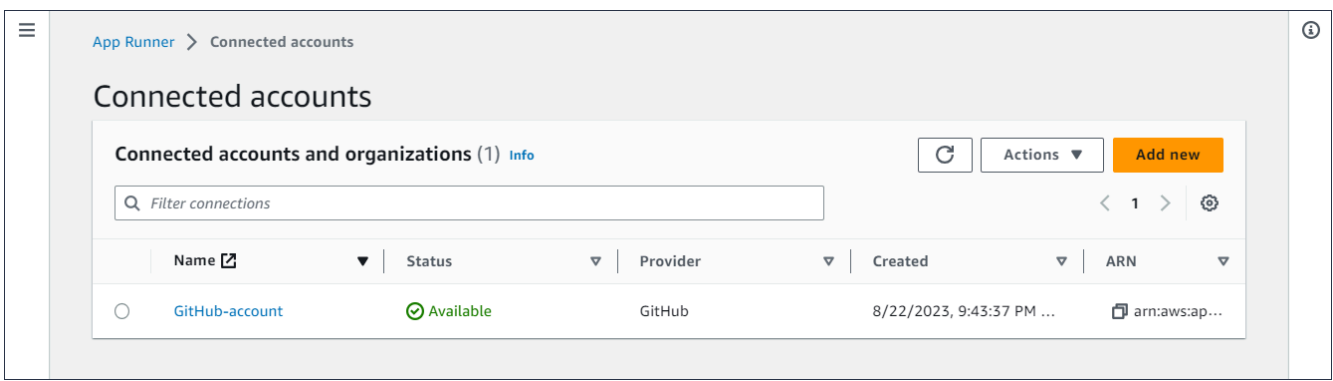 App Runner > Connected accounts
Connected accounts
Connected accounts and organizations (1) Info
Actions Add new
Filter connections
1
Name Status Provider Created ARN
GitHub-account Available GitHub 8/22/2023, 9:43:37 PM ... arn:aws:ap...